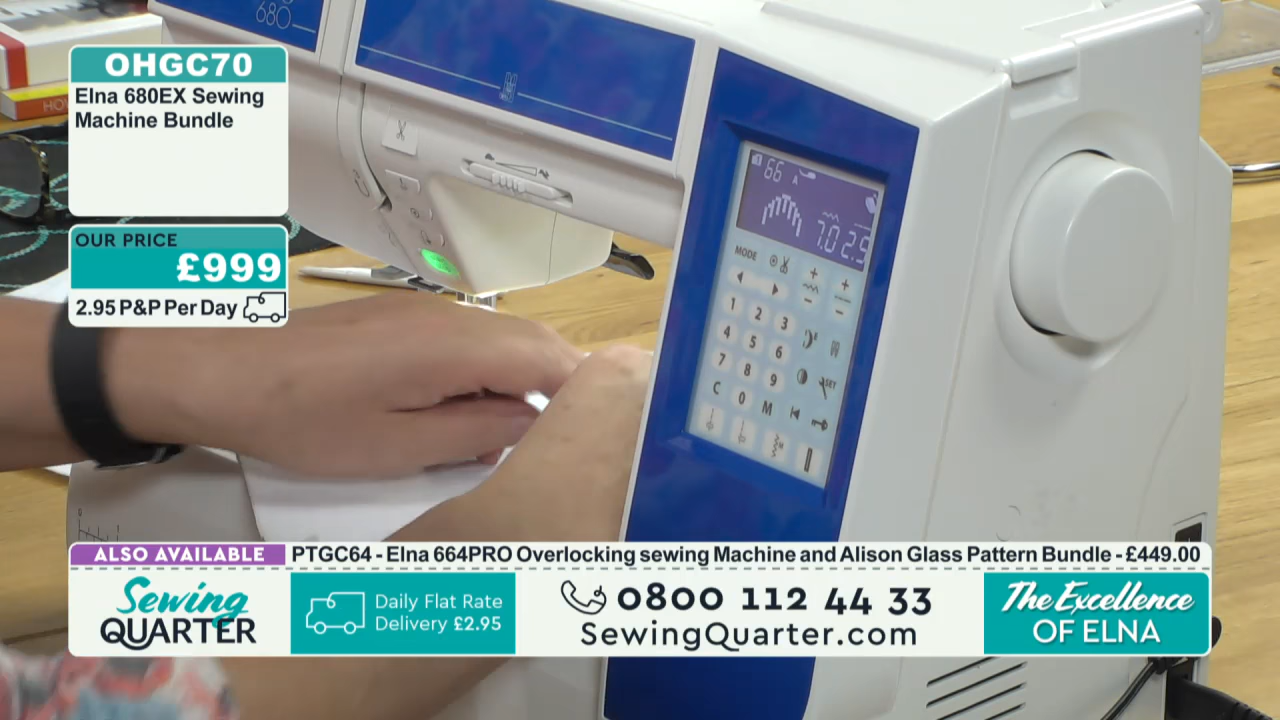 680
HOW
OHGC70
Elna 680EX Sewing
Machine Bundle
OUR PRICE
£999
2.95 P&P Per Day
66 A
7.0 2.5
MODE
1 2 3
4 5 6
7 8 9
SET
C 0 M
ALSO AVAILABLE
PTGC64 - Elna 664PRO Overlocking sewing Machine and Alison Glass Pattern Bundle - £449.00
Sewing
QUARTER
Daily Flat Rate
Delivery £2.95
0800 112 44 33
SewingQuarter.com
The Excellence
OF ELNA